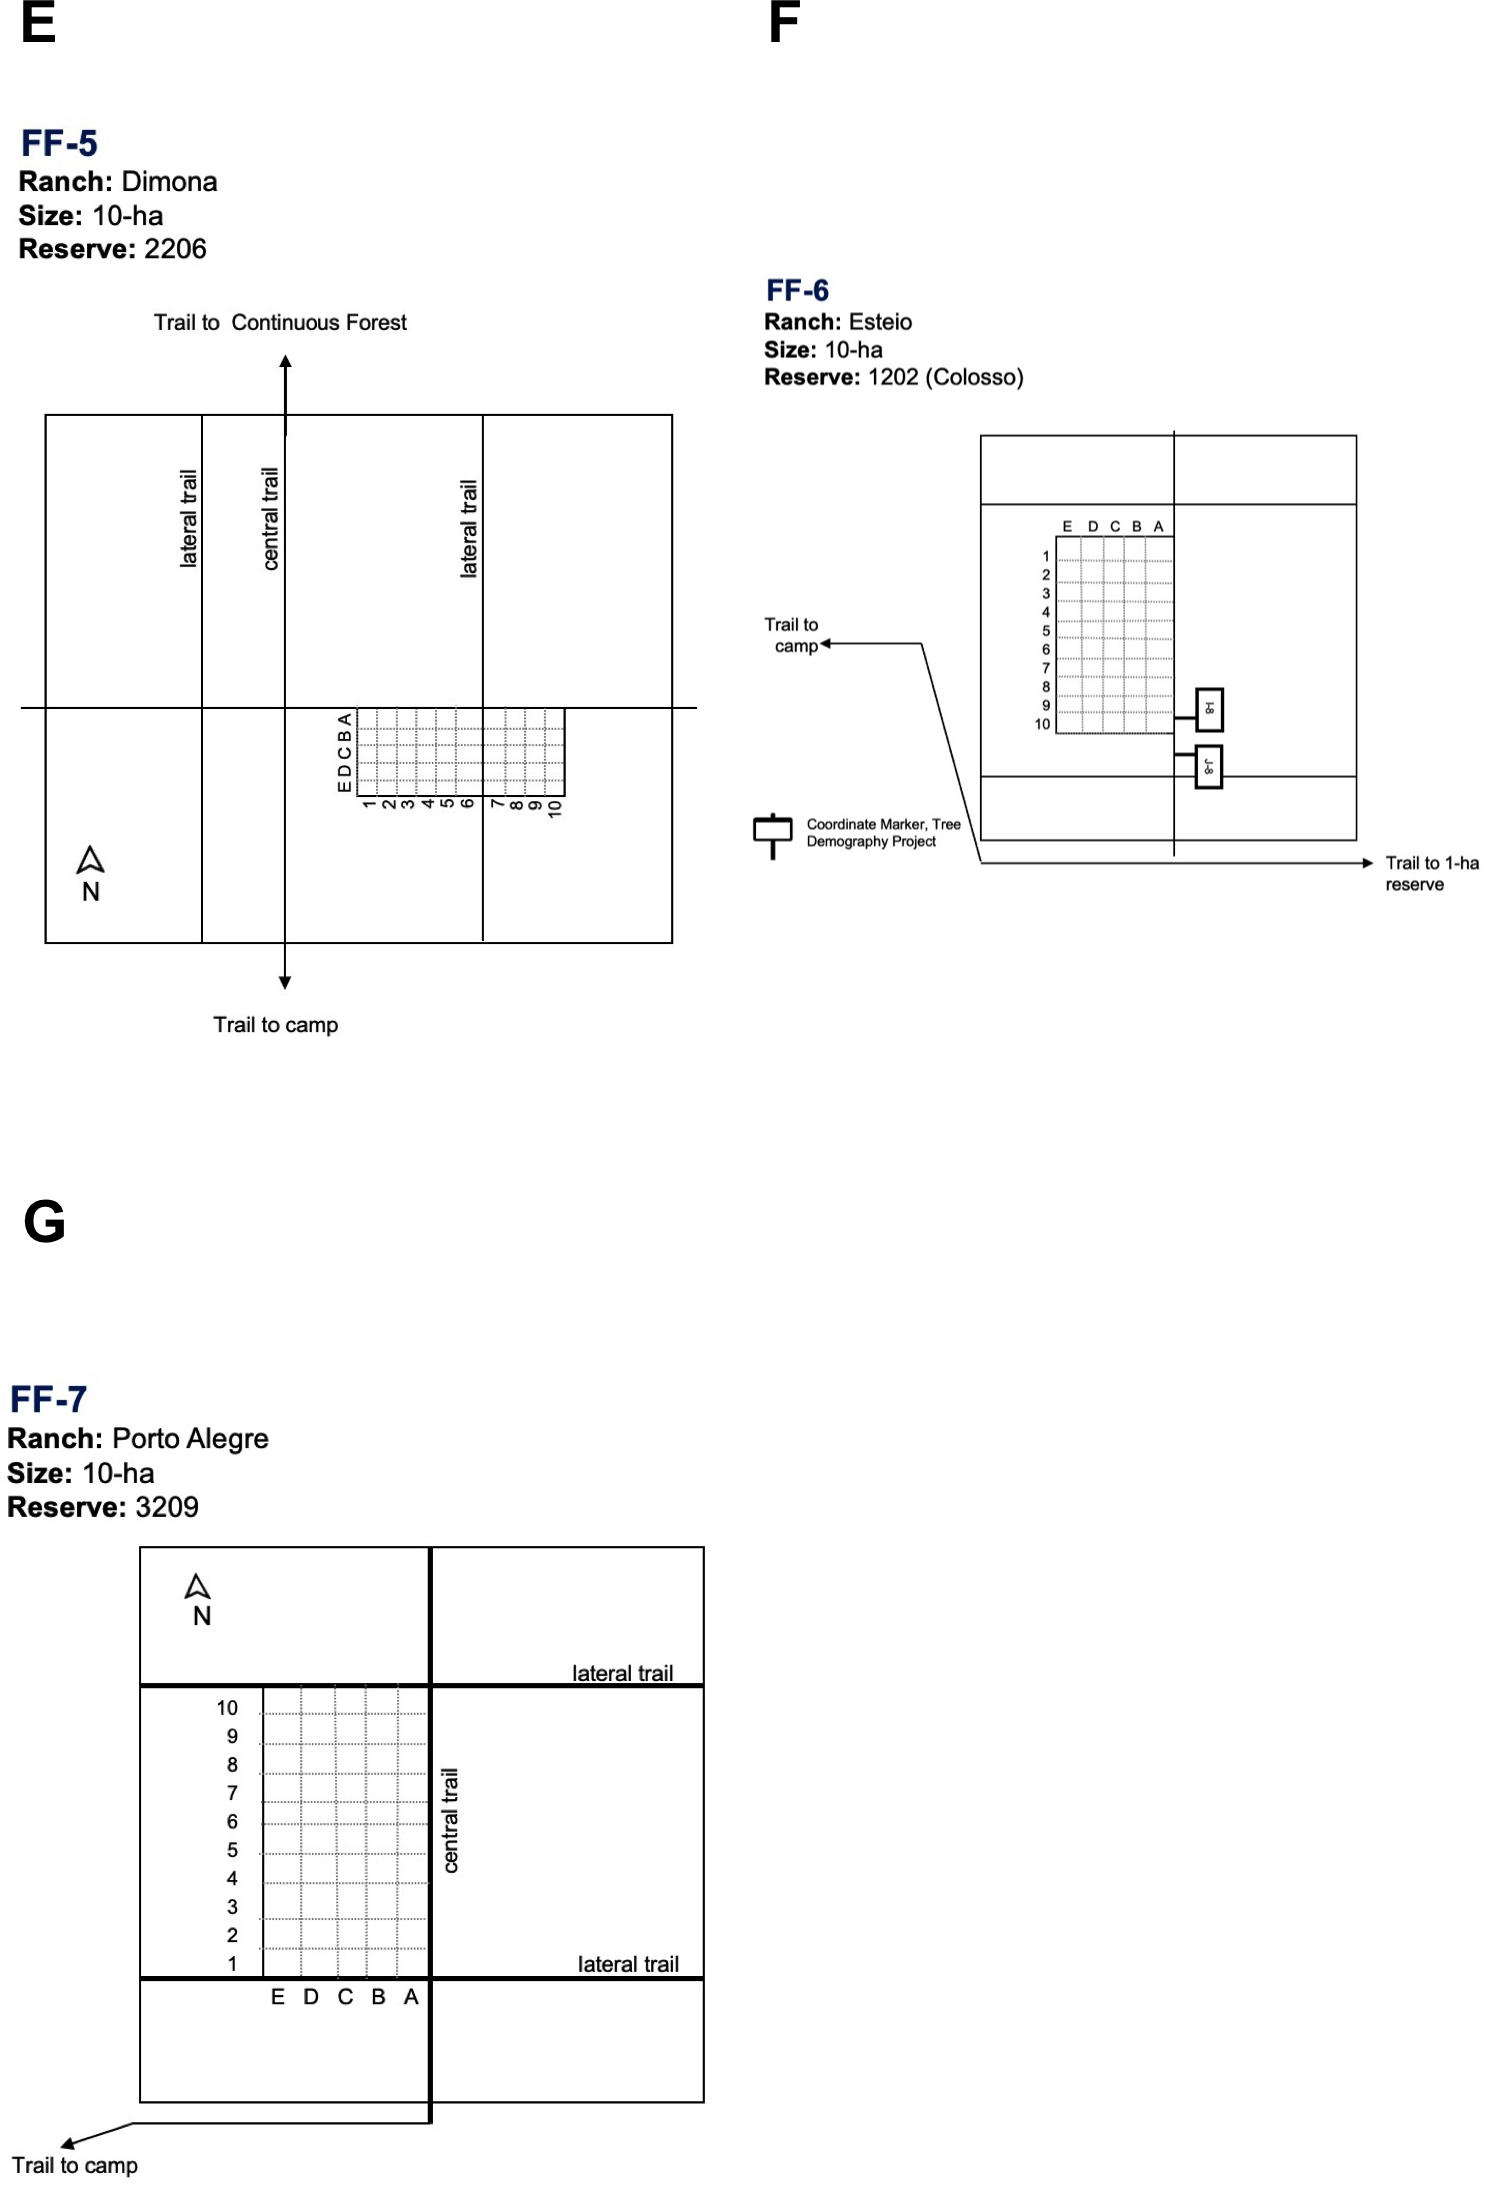 E
FF-5
Ranch: Dimona
Size: 10-ha
Reserve: 2206
Trail to  Continuous Forest
lateral trail
central trail
lateral trail
E D C B A
1 2 3 4 5 6 7 8 9 10
N
Trail to camp
F
FF-6
Ranch: Esteio
Size: 10-ha
Reserve: 1202 (Colosso)
E D C B A
1
2
3
4
5
6
7
8
9
10
I-8
J-8
Trail to
camp
Coordinate Marker, Tree
Demography Project
Trail to 1-ha
reserve
G
FF-7
Ranch: Porto Alegre
Size: 10-ha
Reserve: 3209
N
lateral trail
10
9
8
7
6
5
4
3
2
1
central trail
lateral trail
E D C B A
Trail to camp